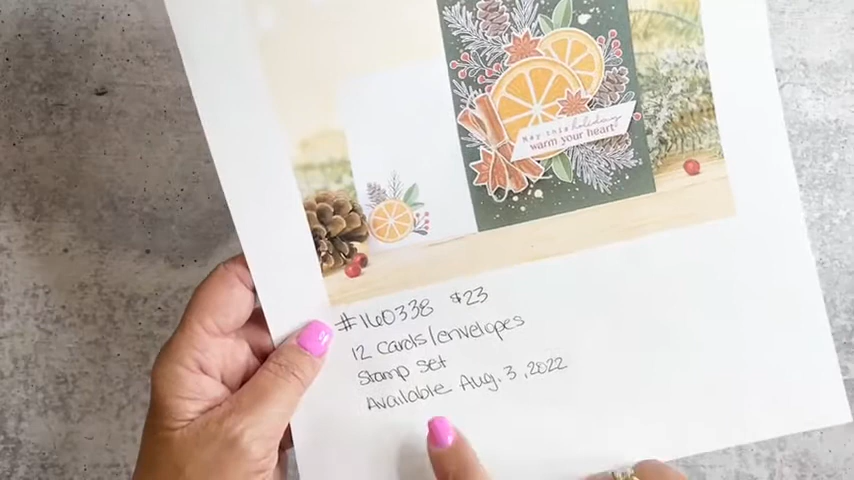 May this holiday
warm your heart!
#160338 $23
12 cards/envelopes
Stamp set
Available Aug. 3, 2022